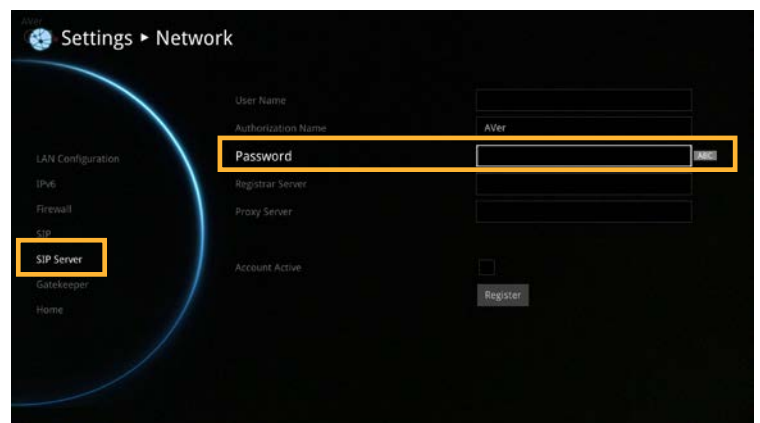 AVer
Settings ▸ Network
User Name
Authorization Name AVer
Password ABC
Registrar Server
Proxy Server
Account Active
Register
LAN Configuration
IPv6
Firewall
SIP
SIP Server
Gatekeeper
Home